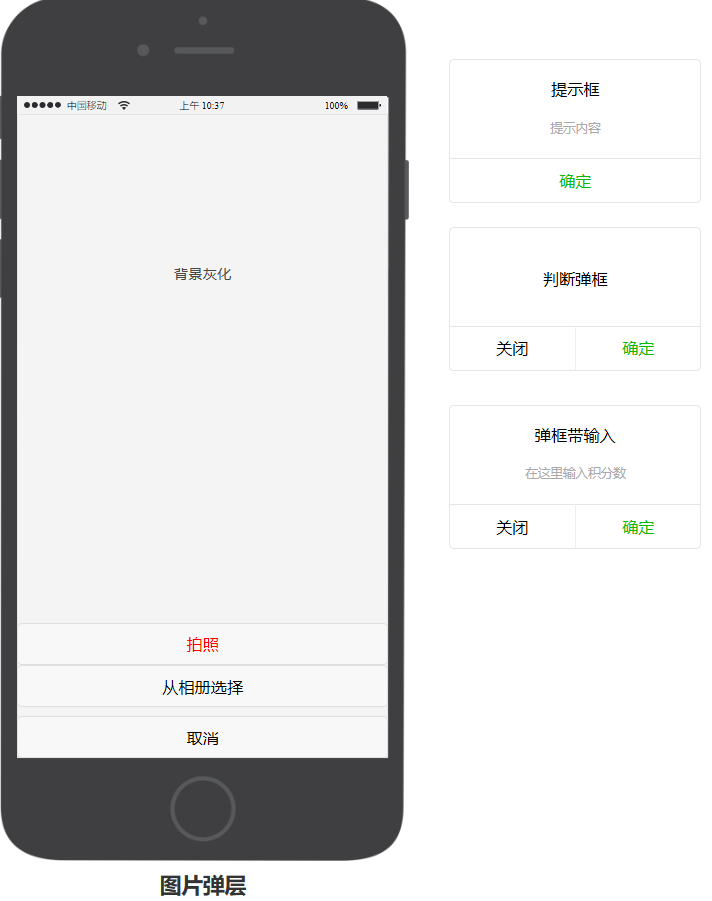 中国移动 上午 10:37 100%
背景灰化
拍照
从相册选择
取消
图片弹层
提示框
提示内容
确定
判断弹框
关闭 确定
弹框带输入
在这里输入积分数
关闭 确定